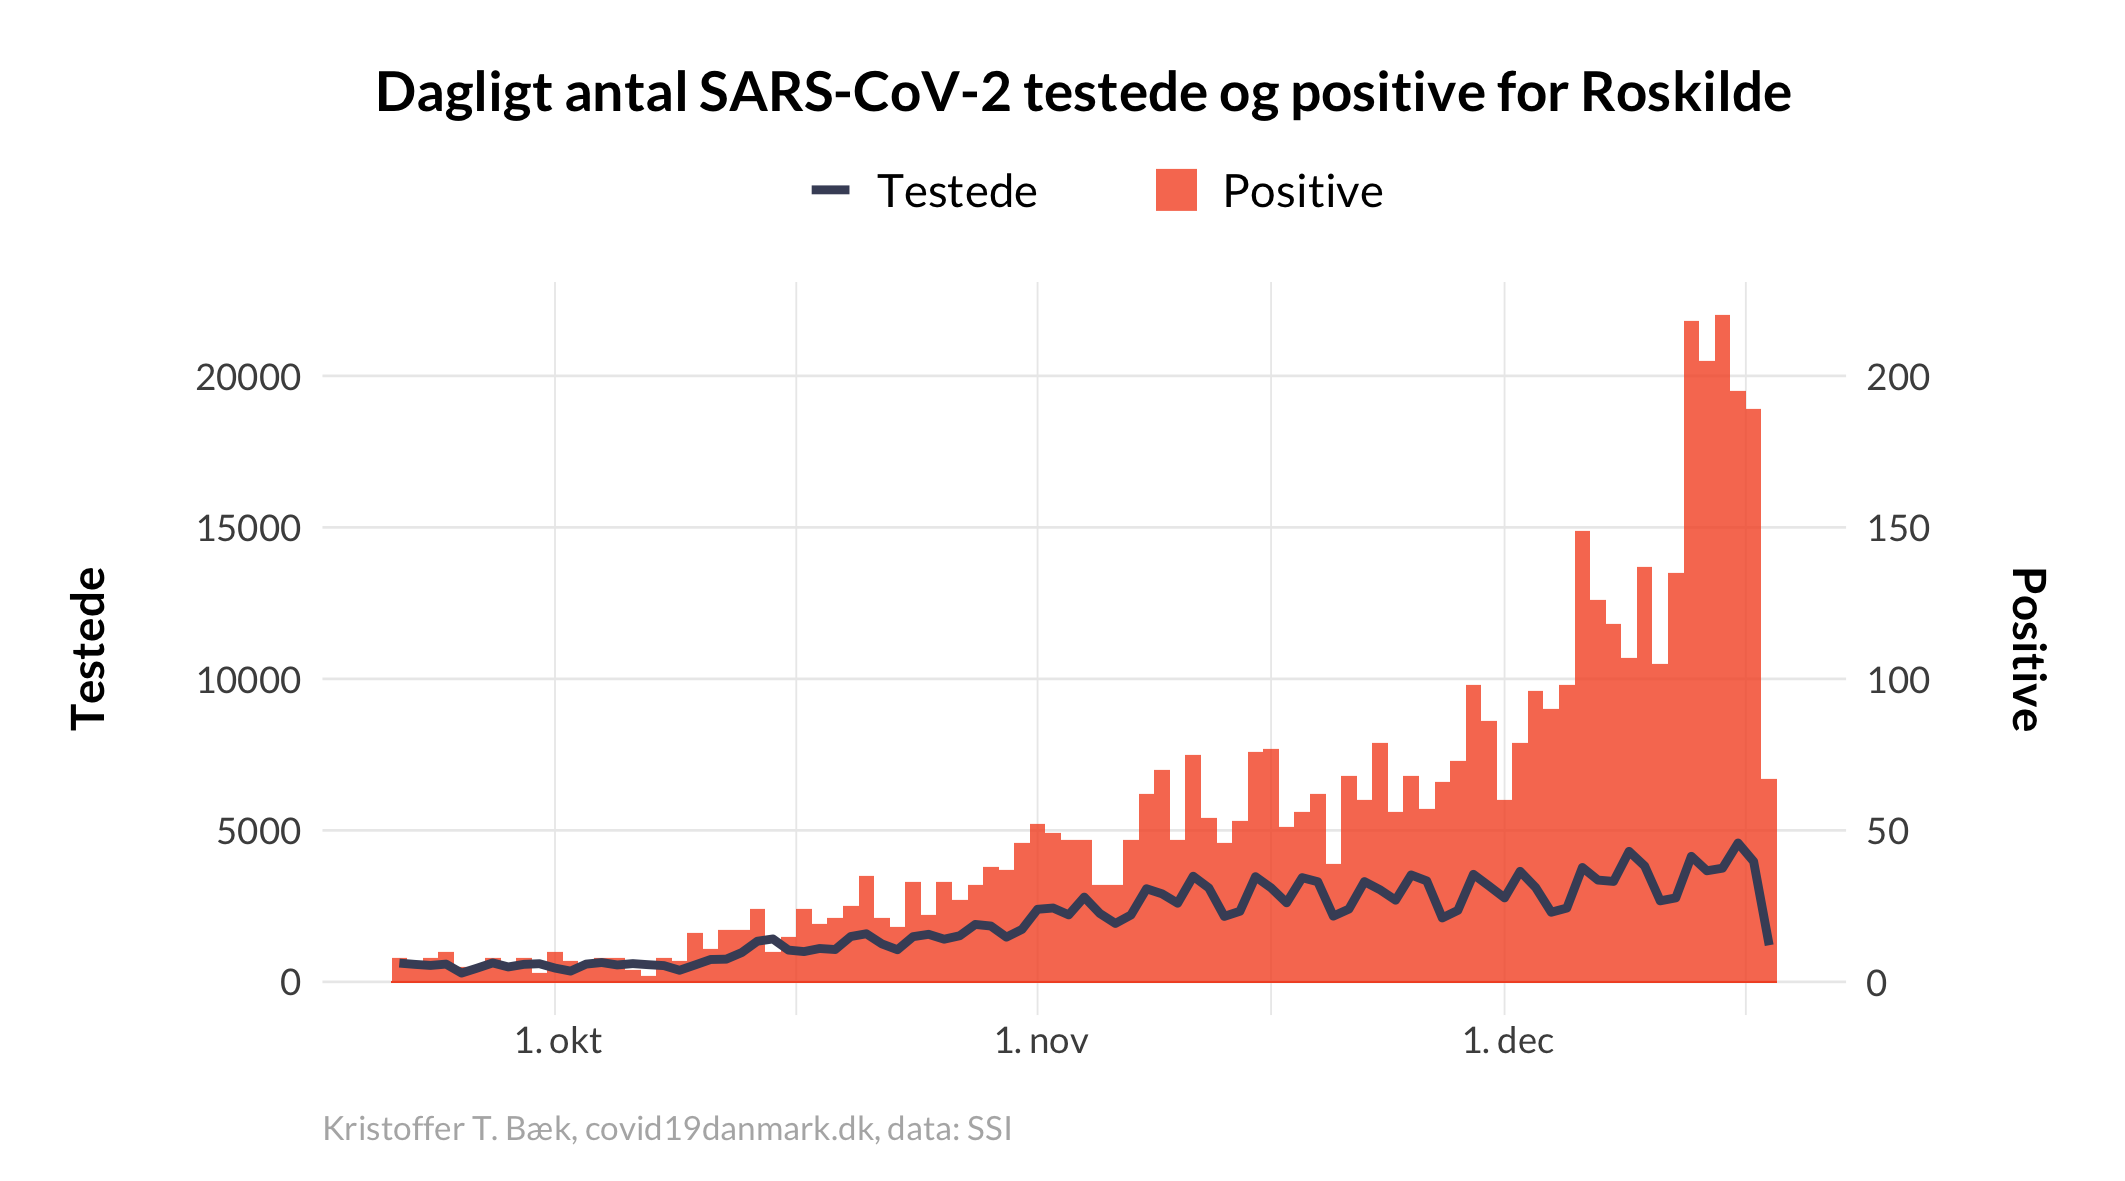 Dagligt antal SARS-CoV-2 testede og positive for Roskilde
Testede
Positive
20000
15000
10000
5000
0
Testede
200
150
100
50
0
Positive
1. okt
1. nov
1. dec
Kristoffer T. Bæk, covid19danmark.dk, data: SSI